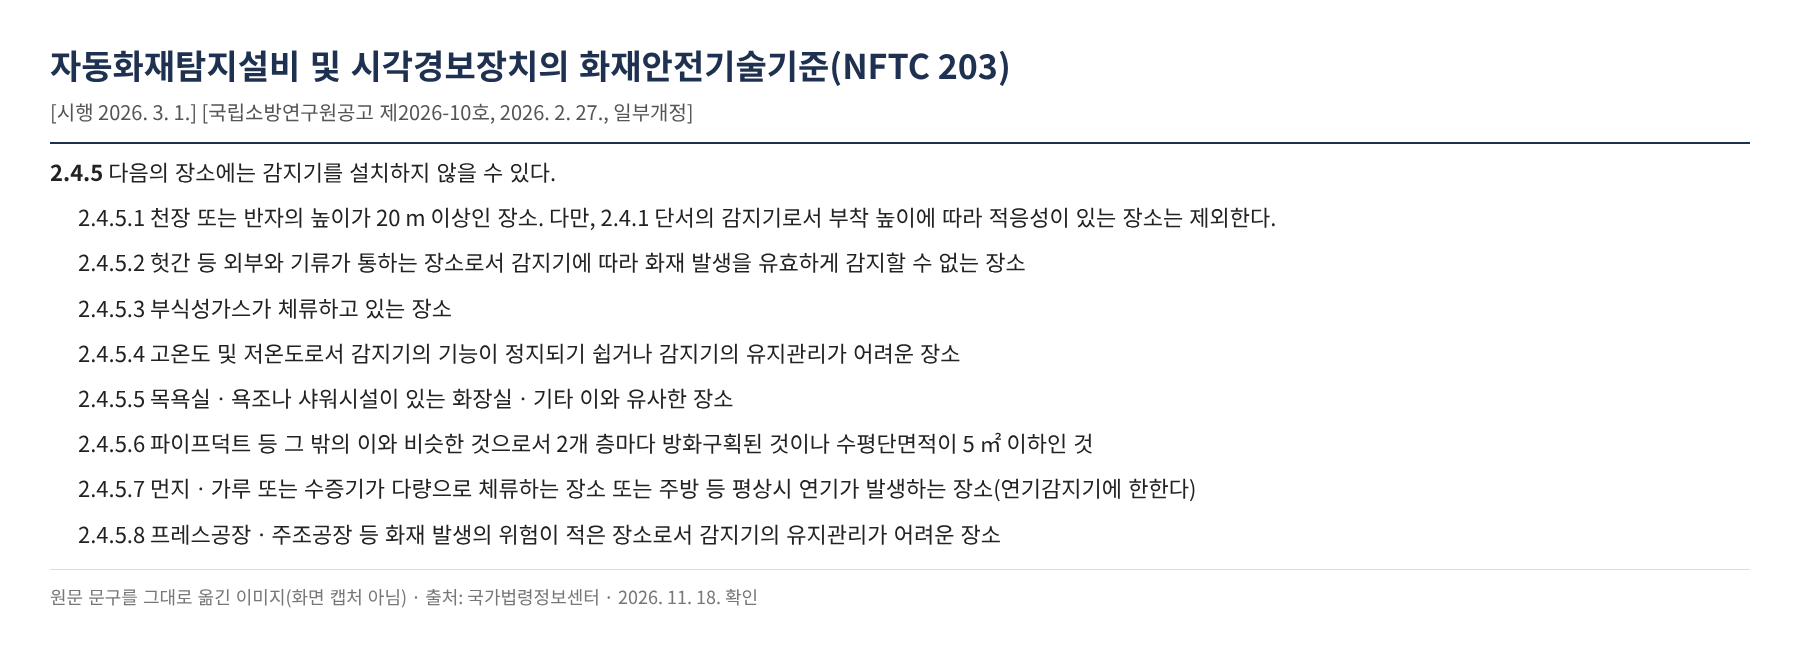 자동화재탐지설비 및 시각경보장치의 화재안전기술기준(NFTC 203)
[시행 2026. 3. 1.] [국립소방연구원공고 제2026-10호, 2026. 2. 27., 일부개정]
2.4.5 다음의 장소에는 감지기를 설치하지 않을 수 있다.
2.4.5.1 천장 또는 반자의 높이가 20 m 이상인 장소. 다만, 2.4.1 단서의 감지기로서 부착 높이에 따라 적응성이 있는 장소는 제외한다.
2.4.5.2 헛간 등 외부와 기류가 통하는 장소로서 감지기에 따라 화재 발생을 유효하게 감지할 수 없는 장소
2.4.5.3 부식성가스가 체류하고 있는 장소
2.4.5.4 고온도 및 저온도로서 감지기의 기능이 정지되기 쉽거나 감지기의 유지관리가 어려운 장소
2.4.5.5 목욕실 · 욕조나 샤워시설이 있는 화장실 · 기타 이와 유사한 장소
2.4.5.6 파이프덕트 등 그 밖의 이와 비슷한 것으로서 2개 층마다 방화구획된 것이나 수평단면적이 5 ㎡ 이하인 것
2.4.5.7 먼지 · 가루 또는 수증기가 다량으로 체류하는 장소 또는 주방 등 평상시 연기가 발생하는 장소(연기감지기에 한한다)
2.4.5.8 프레스공장 · 주조공장 등 화재 발생의 위험이 적은 장소로서 감지기의 유지관리가 어려운 장소
원문 문구를 그대로 옮긴 이미지(화면 캡처 아님) · 출처: 국가법령정보센터 · 2026. 11. 18. 확인